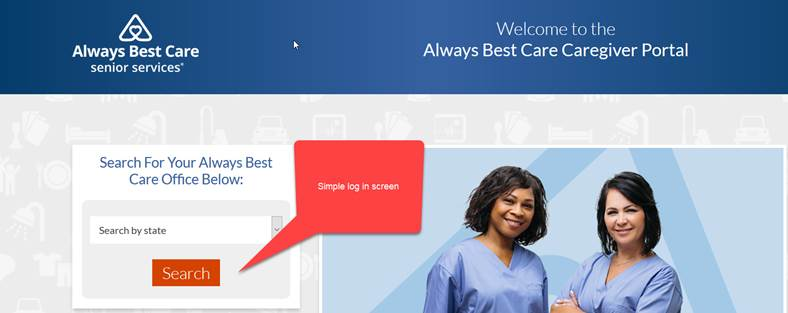 Always Best Care
senior services®
Welcome to the
Always Best Care Caregiver Portal
Search For Your Always Best
Care Office Below:
Search by state
Search
Simple log in screen